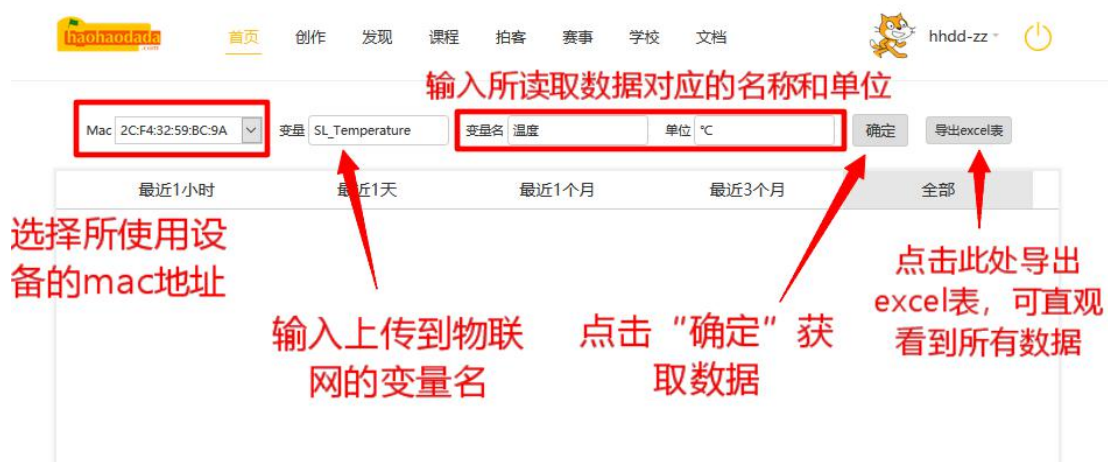 haohaodada
.com
首页 创作 发现 课程 拍客 赛事 学校 文档 hhdd-zz
输入所读取数据对应的名称和单位
Mac 2C:F4:32:59:BC:9A 变量 SL_Temperature 变量名 温度 单位 ℃ 确定 导出excel表
最近1小时 最近1天 最近1个月 最近3个月 全部
选择所使用设
备的mac地址
输入上传到物联
网的变量名
点击“确定”获
取数据
点击此处导出
excel表，可直观
看到所有数据